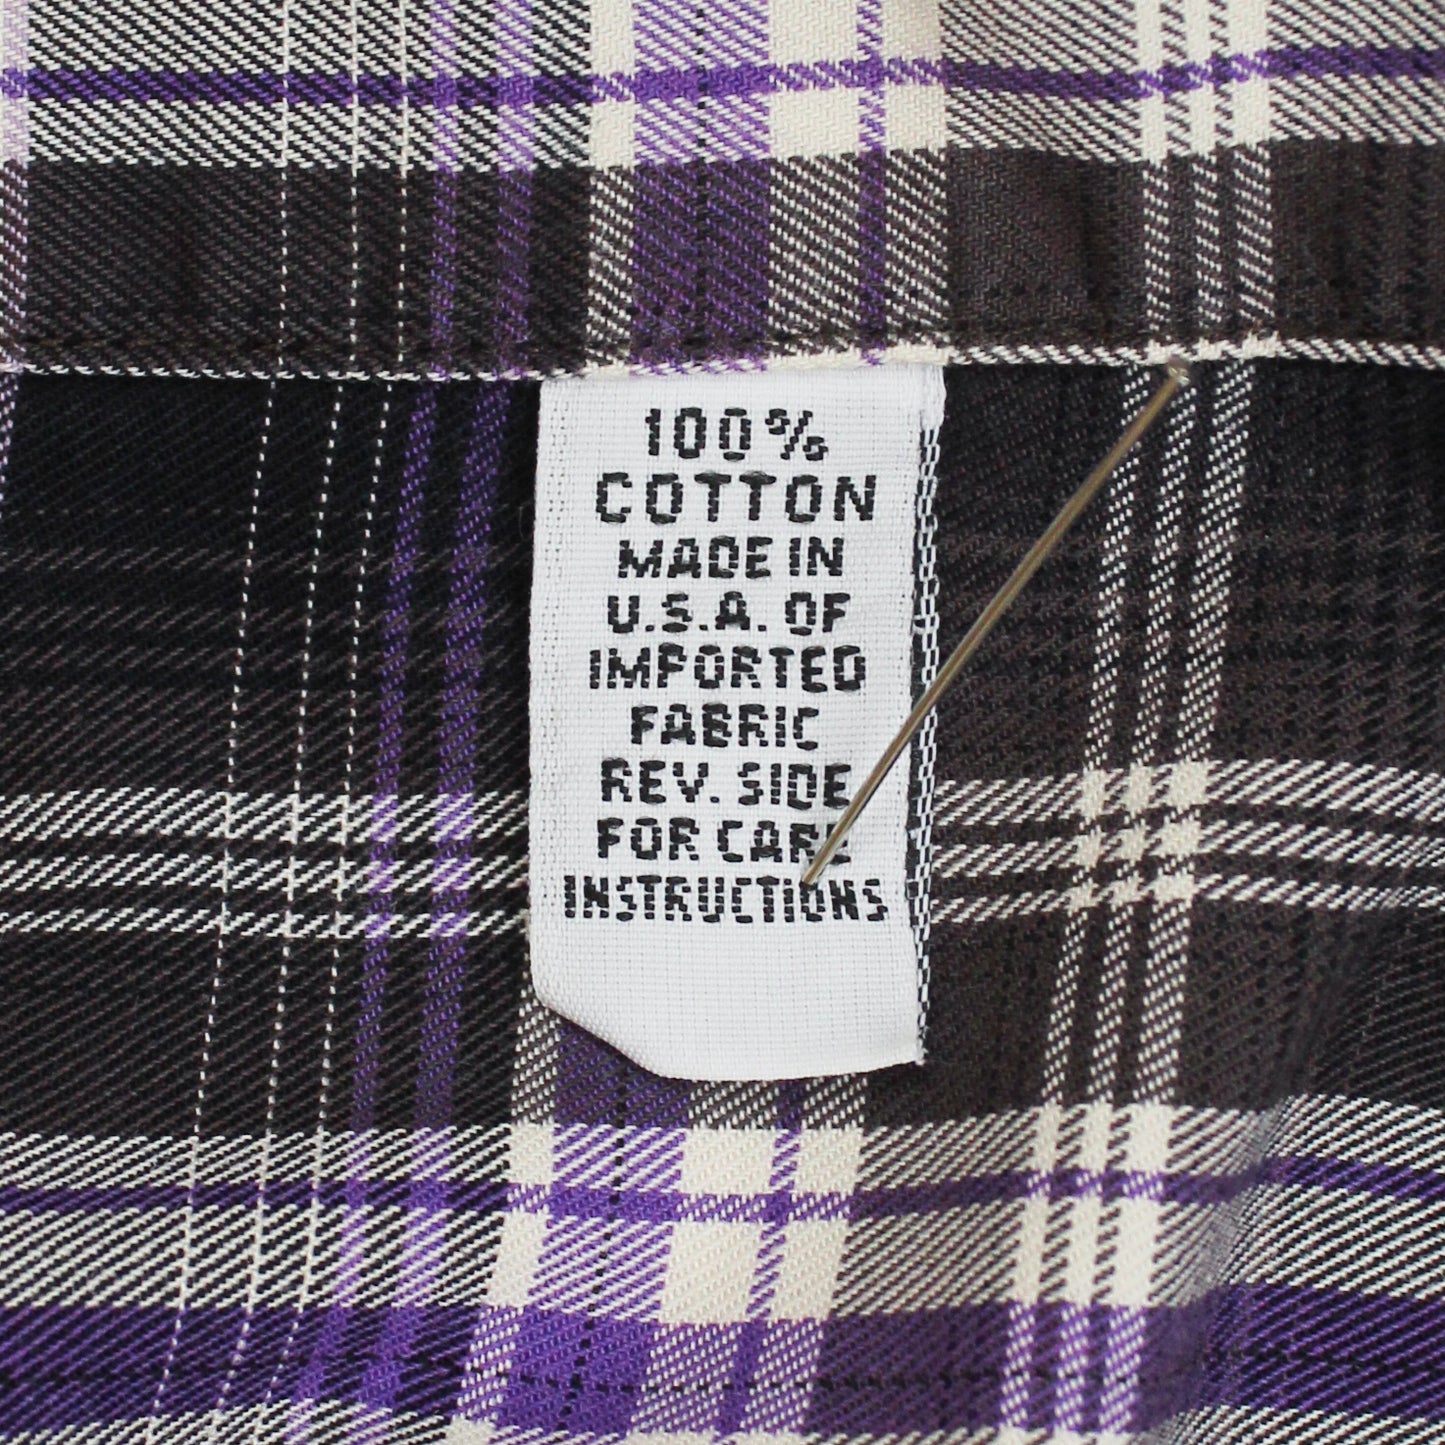 100%
COTTON
MADE IN
U.S.A. OF
IMPORTED
FABRIC
REV. SIDE
FOR CARE
INSTRUCTIONS